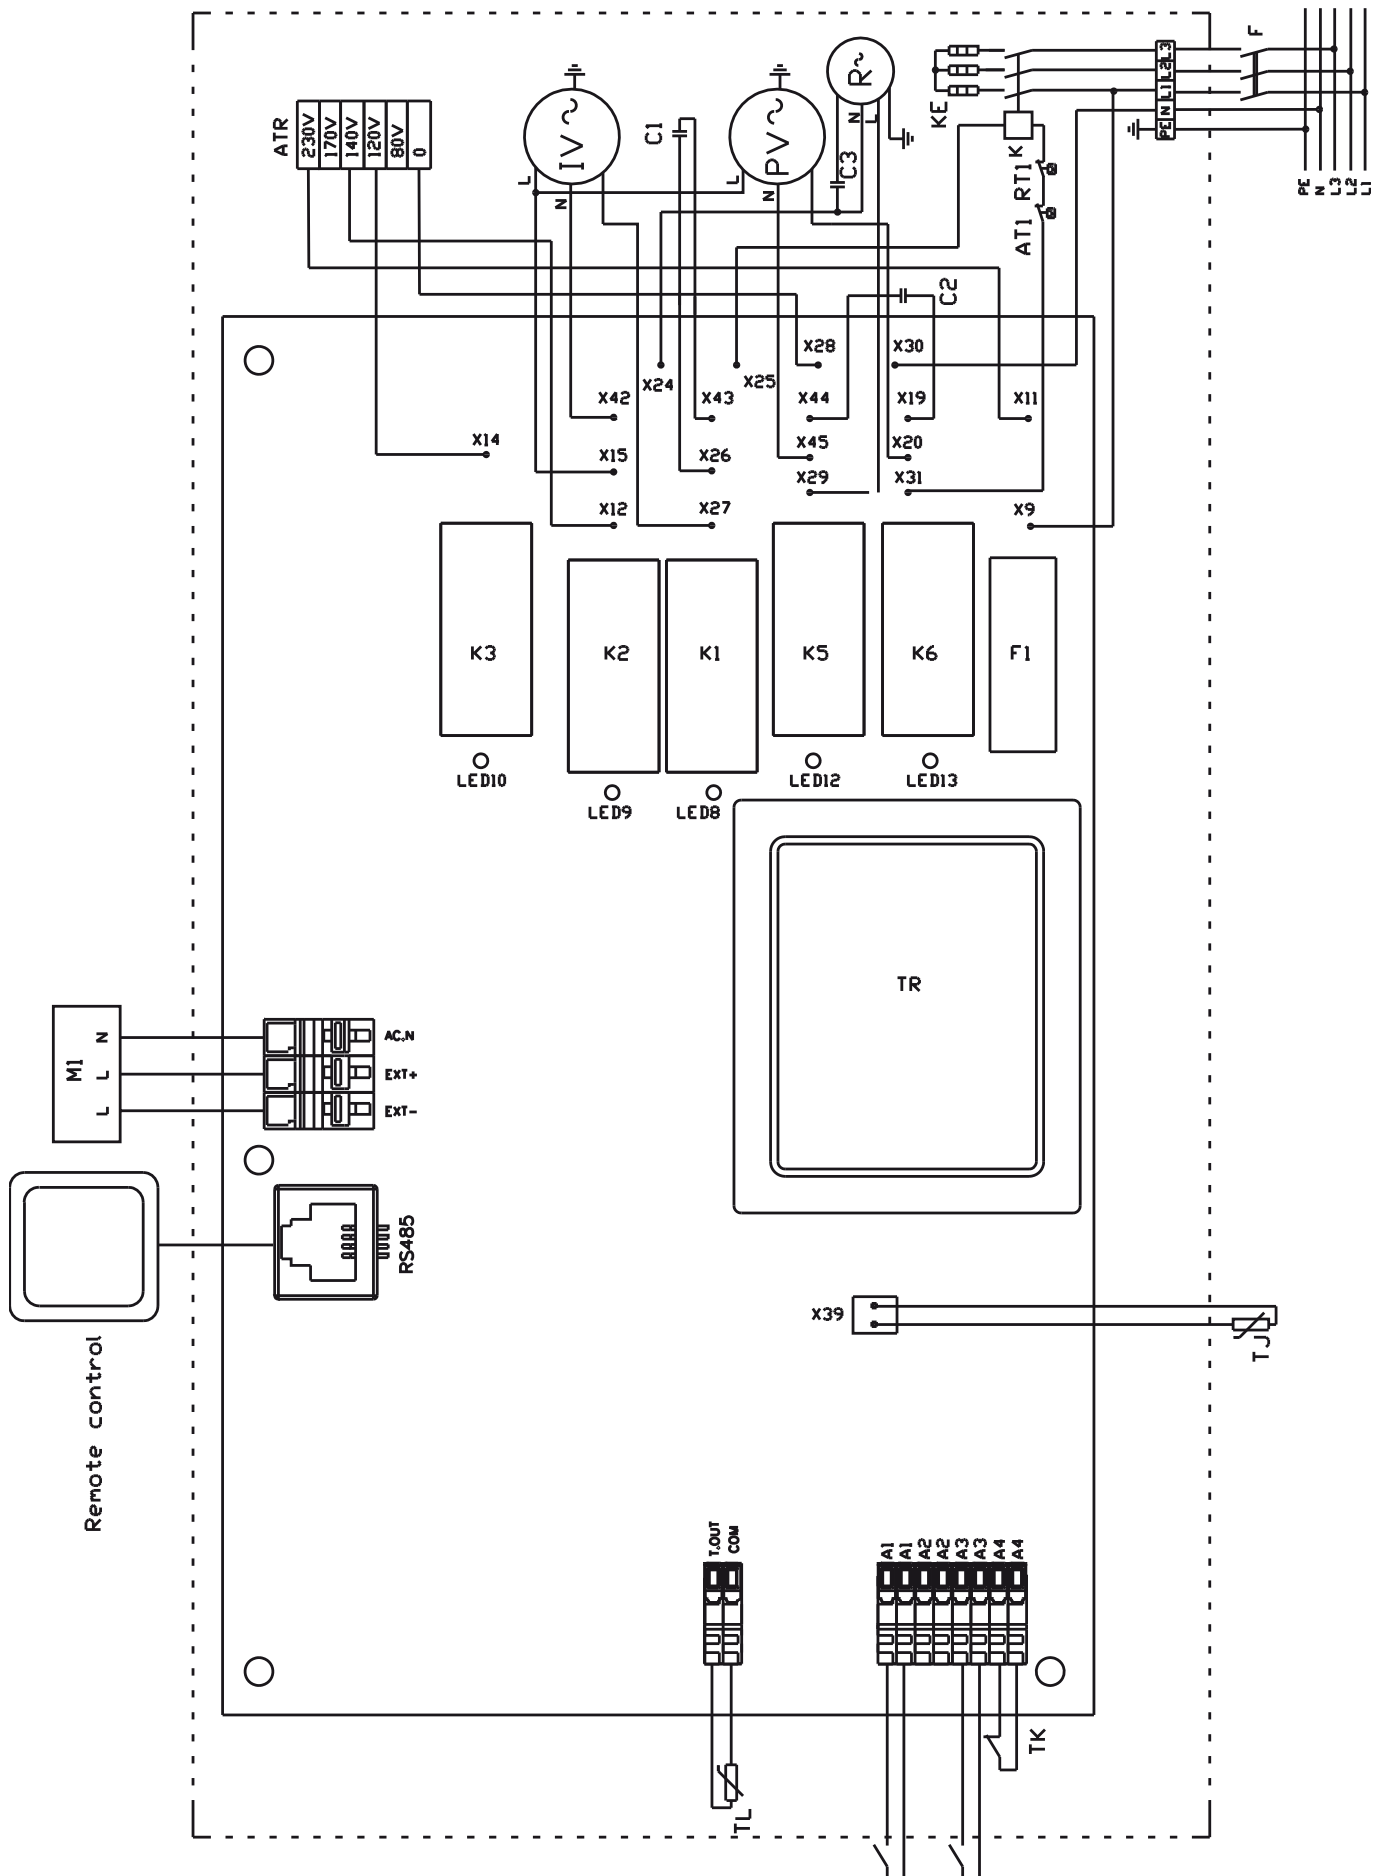 F
L3
L2
L1
N
PE
KE
R~
ATR
230V
170V
140V
120V
80V
0
IV~
C1
PV~
N
L
C3
K
RT1
AT1
L
N
L
N
PE
N
L3
L2
L1
C2
X28
X30
X24
X25
X42
X43
X44
X19
X11
X14
X15
X26
X45
X20
X29
X31
X12
X27
X9
K3
K2
K1
K5
K6
F1
LED10
LED12
LED13
LED9
LED8
TR
M1
N
L
L
AC.N
EXT+
EXT-
RS485
Remote control
X39
TJ
T.OUT
COM
A1
A1
A2
A2
A3
A3
A4
A4
TK
TL